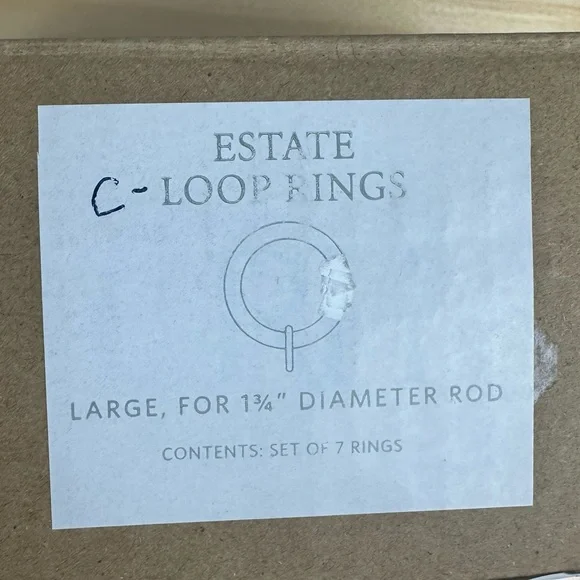 ESTATE
C- LOOP RINGS
LARGE, FOR 1¾" DIAMETER ROD
CONTENTS: SET OF 7 RINGS